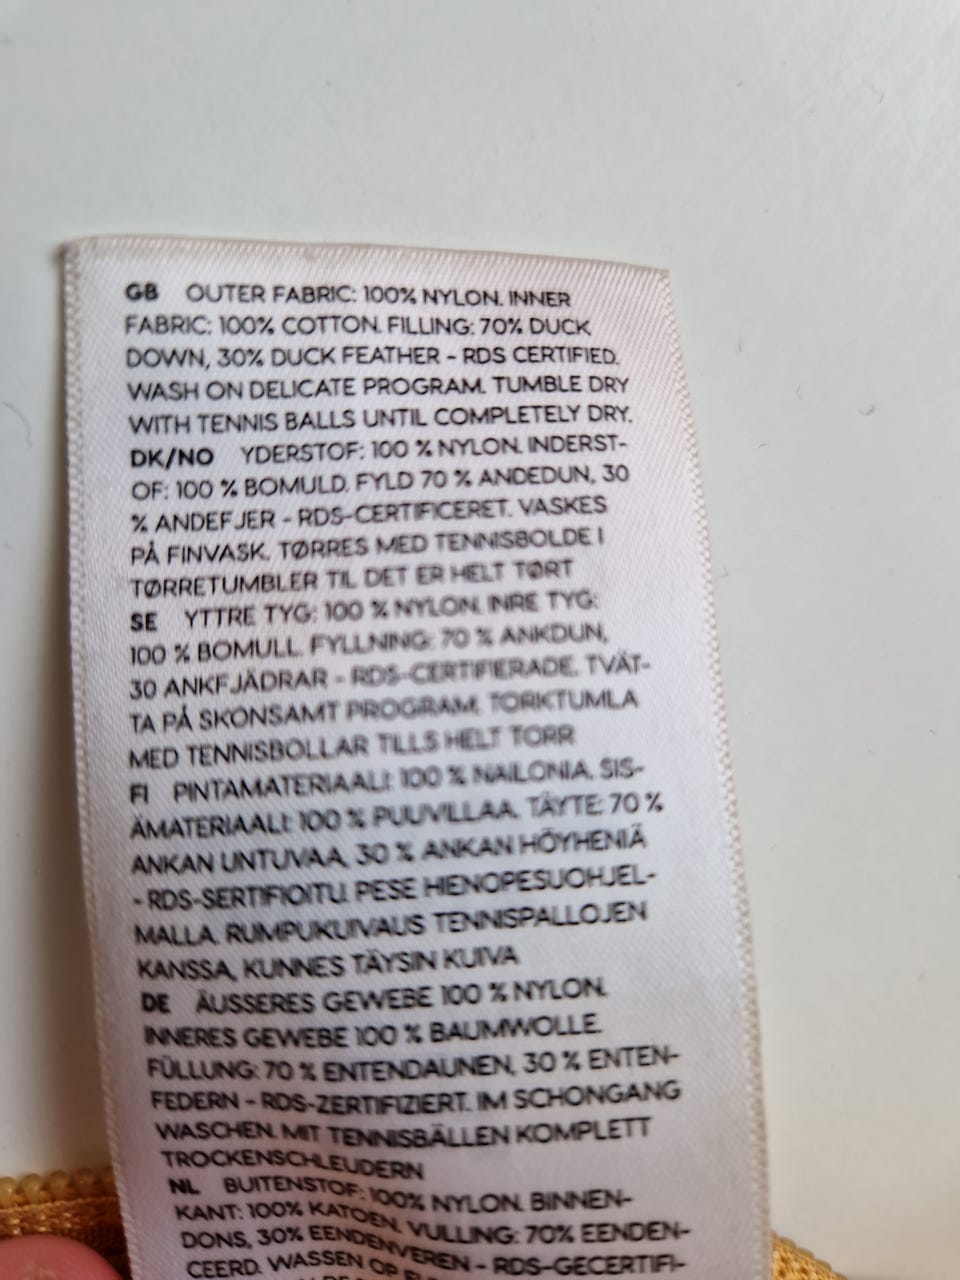 GB OUTER FABRIC: 100% NYLON. INNER
FABRIC: 100% COTTON. FILLING: 70% DUCK
DOWN, 30% DUCK FEATHER - RDS CERTIFIED.
WASH ON DELICATE PROGRAM. TUMBLE DRY
WITH TENNIS BALLS UNTIL COMPLETELY DRY.
DK/NO YDERSTOF: 100 % NYLON. INDERST-
OF: 100 % BOMULD. FYLD 70 % ANDEDUN, 30
% ANDEFJER - RDS-CERTIFICERET. VASKES
PÅ FINVASK. TØRRES MED TENNISBOLDE I
TØRRETUMBLER TIL DET ER HELT TØRT
SE YTTRE TYG: 100 % NYLON. INRE TYG:
100 % BOMULL. FYLLNING: 70 % ANKDUN,
30 ANKFJÄDRAR - RDS-CERTIFIERADE. TVÄT-
TA PÅ SKONSAMT PROGRAM. TORKTUMLA
MED TENNISBOLLAR TILLS HELT TORR
FI PINTAMATERIAALI: 100 % NAILONIA. SIS-
ÄMATERIAALI: 100 % PUUVILLAA. TÄYTE: 70 %
ANKAN UNTUVAA, 30 % ANKAN HÖYHENIÄ
- RDS-SERTIFIOITU. PESE HIENOPESUOHJEL-
MALLA. RUMPUKUIVAUS TENNISPALLOJEN
KANSSA, KUNNES TÄYSIN KUIVA
DE ÄUSSERES GEWEBE 100 % NYLON.
INNERES GEWEBE 100 % BAUMWOLLE.
FÜLLUNG: 70 % ENTENDAUNEN, 30 % ENTEN-
FEDERN - RDS-ZERTIFIZIERT. IM SCHONGANG
WASCHEN. MIT TENNISBÄLLEN KOMPLETT
TROCKENSCHLEUDERN
NL BUITENSTOF: 100% NYLON. BINNEN-
KANT: 100% KATOEN. VULLING: 70% EENDEN-
DONS, 30% EENDENVEREN - RDS-GECERTIFI-
CEERD. WASSEN OP